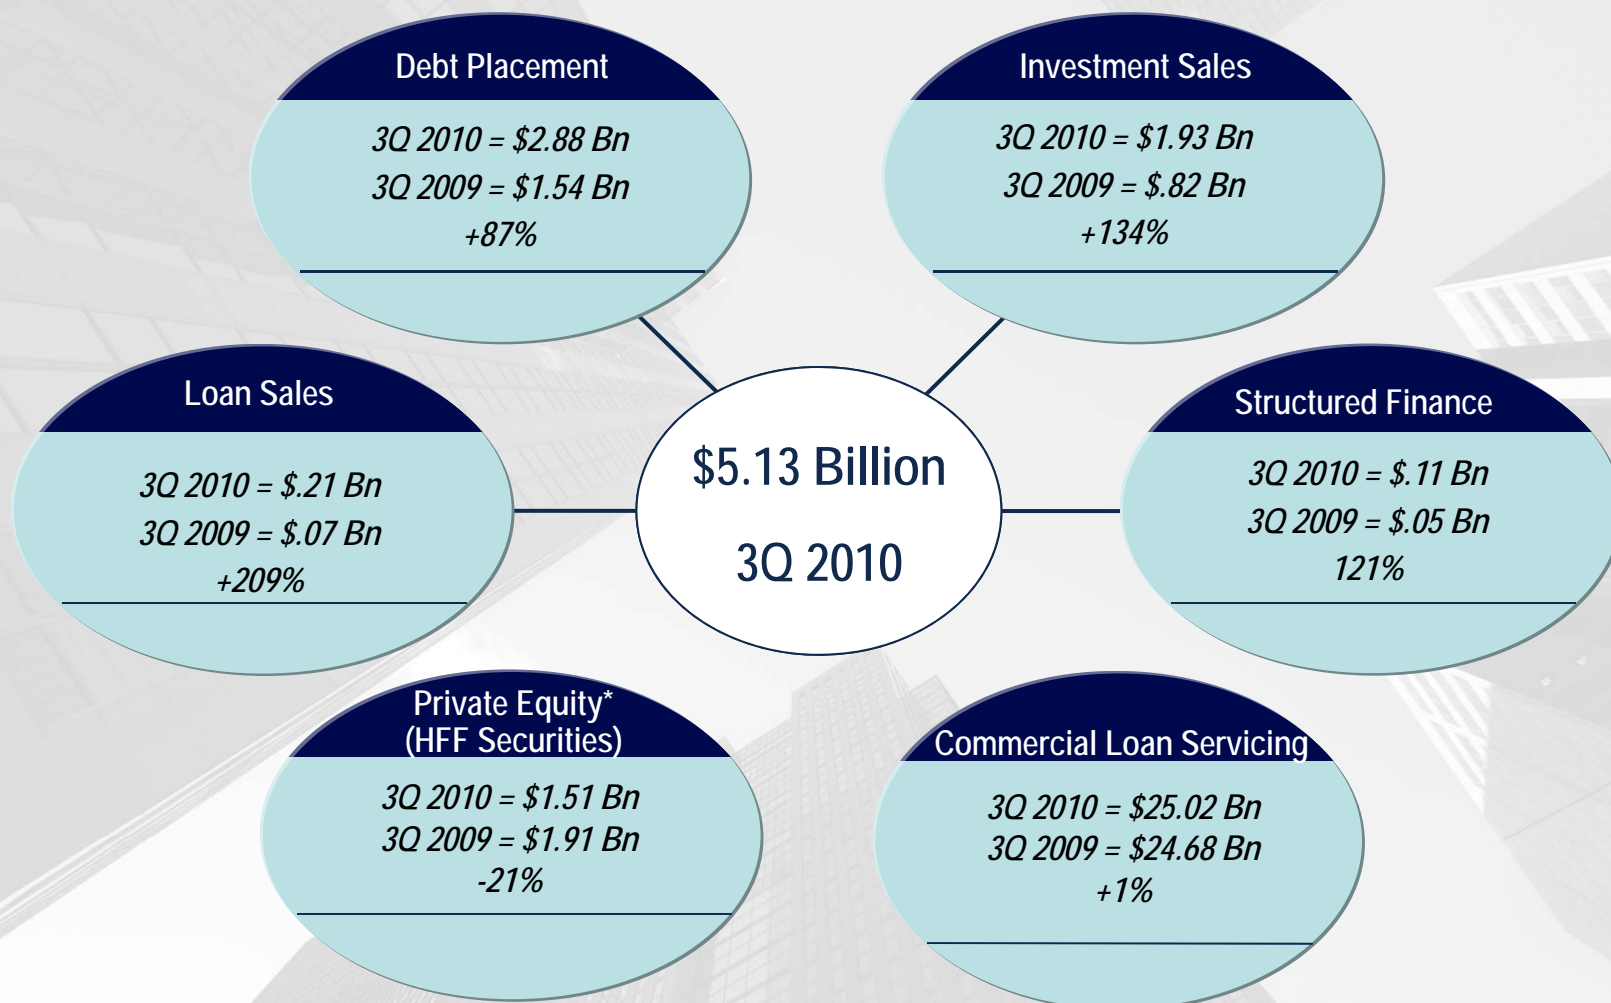 Debt Placement
3Q 2010 = $2.88 Bn
3Q 2009 = $1.54 Bn
+87%
Investment Sales
3Q 2010 = $1.93 Bn
3Q 2009 = $.82 Bn
+134%
Loan Sales
3Q 2010 = $.21 Bn
3Q 2009 = $.07 Bn
+209%
$5.13 Billion
3Q 2010
Structured Finance
3Q 2010 = $.11 Bn
3Q 2009 = $.05 Bn
121%
Private Equity*
(HFF Securities)
3Q 2010 = $1.51 Bn
3Q 2009 = $1.91 Bn
-21%
Commercial Loan Servicing
3Q 2010 = $25.02 Bn
3Q 2009 = $24.68 Bn
+1%